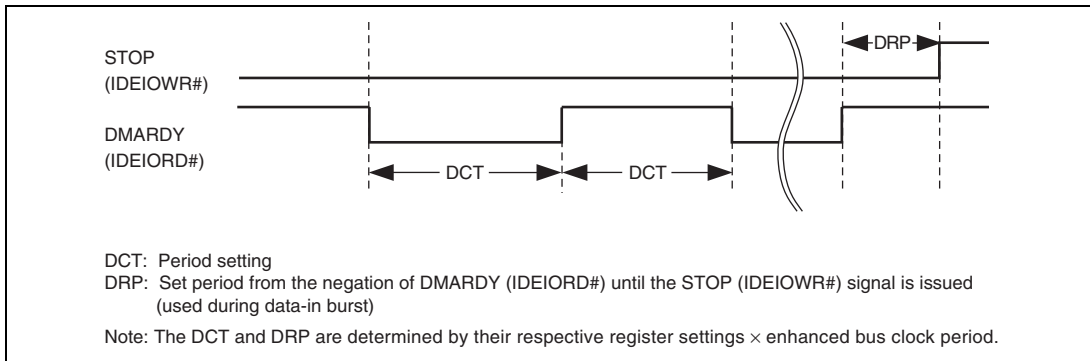 DRP
STOP
(IDEIOWR#)
DMARDY
(IDEIORD#)
DCT DCT
DCT: Period setting
DRP: Set period from the negation of DMARDY (IDEIORD#) until the STOP (IDEIOWR#) signal is issued
(used during data-in burst)
Note: The DCT and DRP are determined by their respective register settings × enhanced bus clock period.